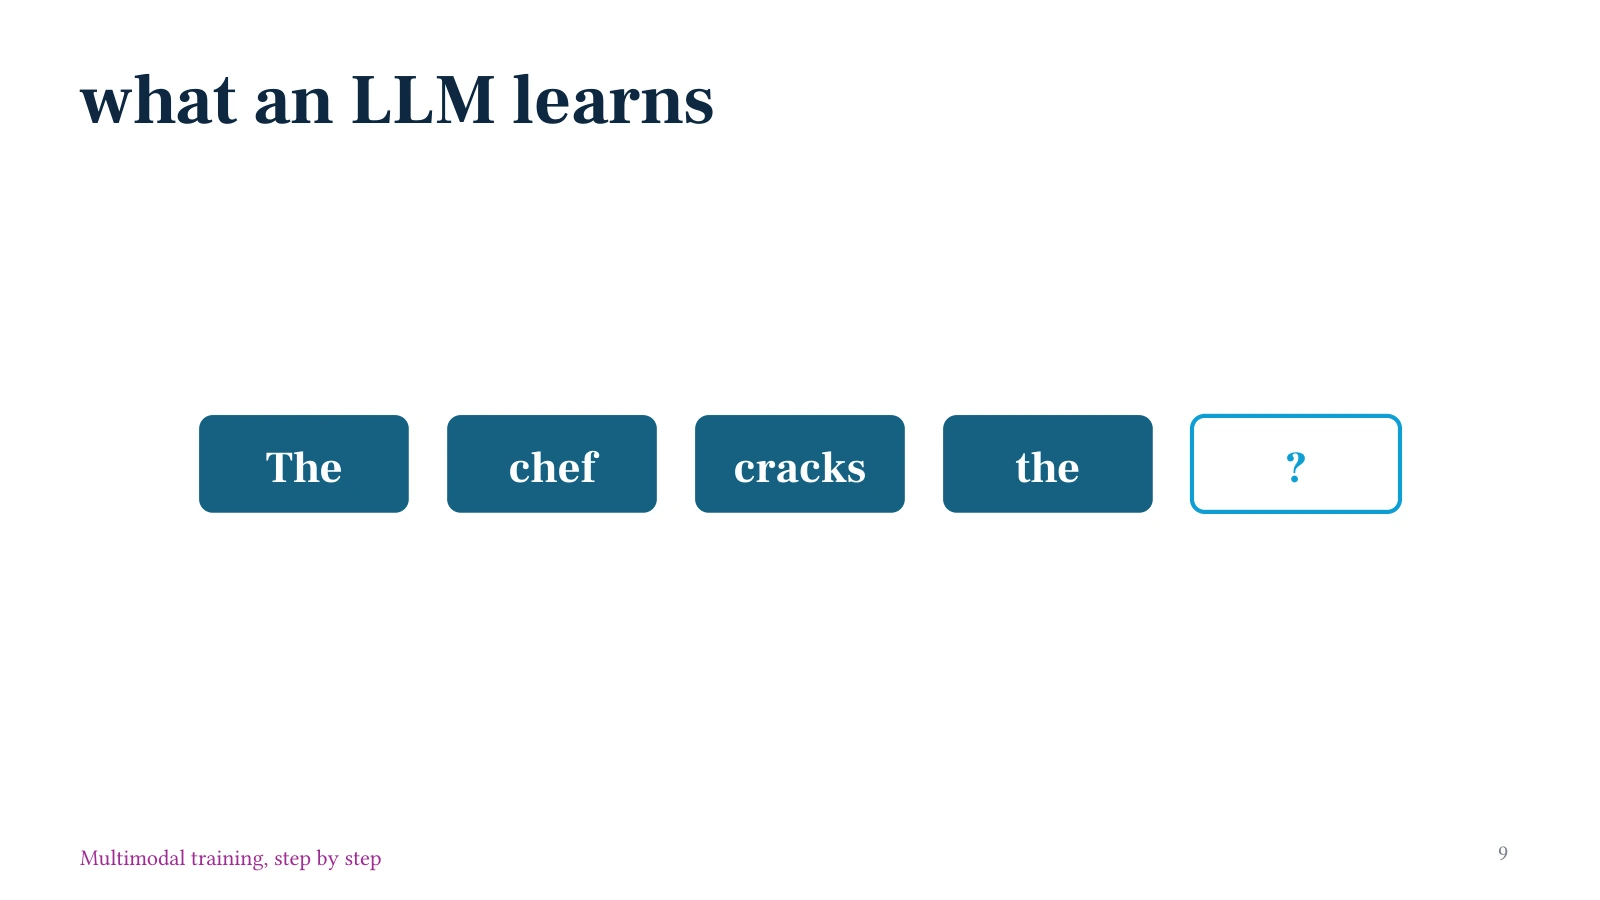 what an LLM learns
The chef cracks the ?
Multimodal training, step by step
9